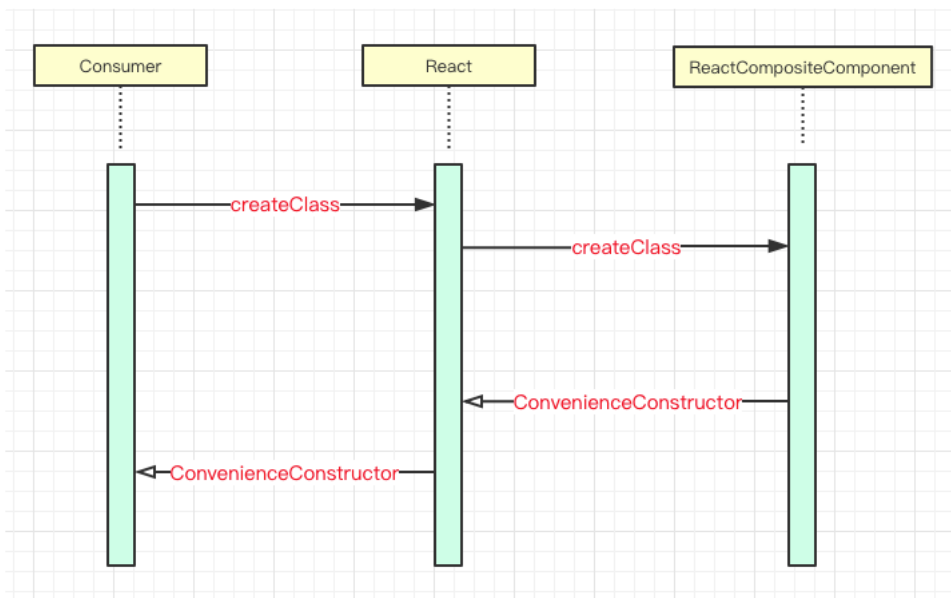 Consumer
React
ReactCompositeComponent
createClass
createClass
ConvenienceConstructor
ConvenienceConstructor